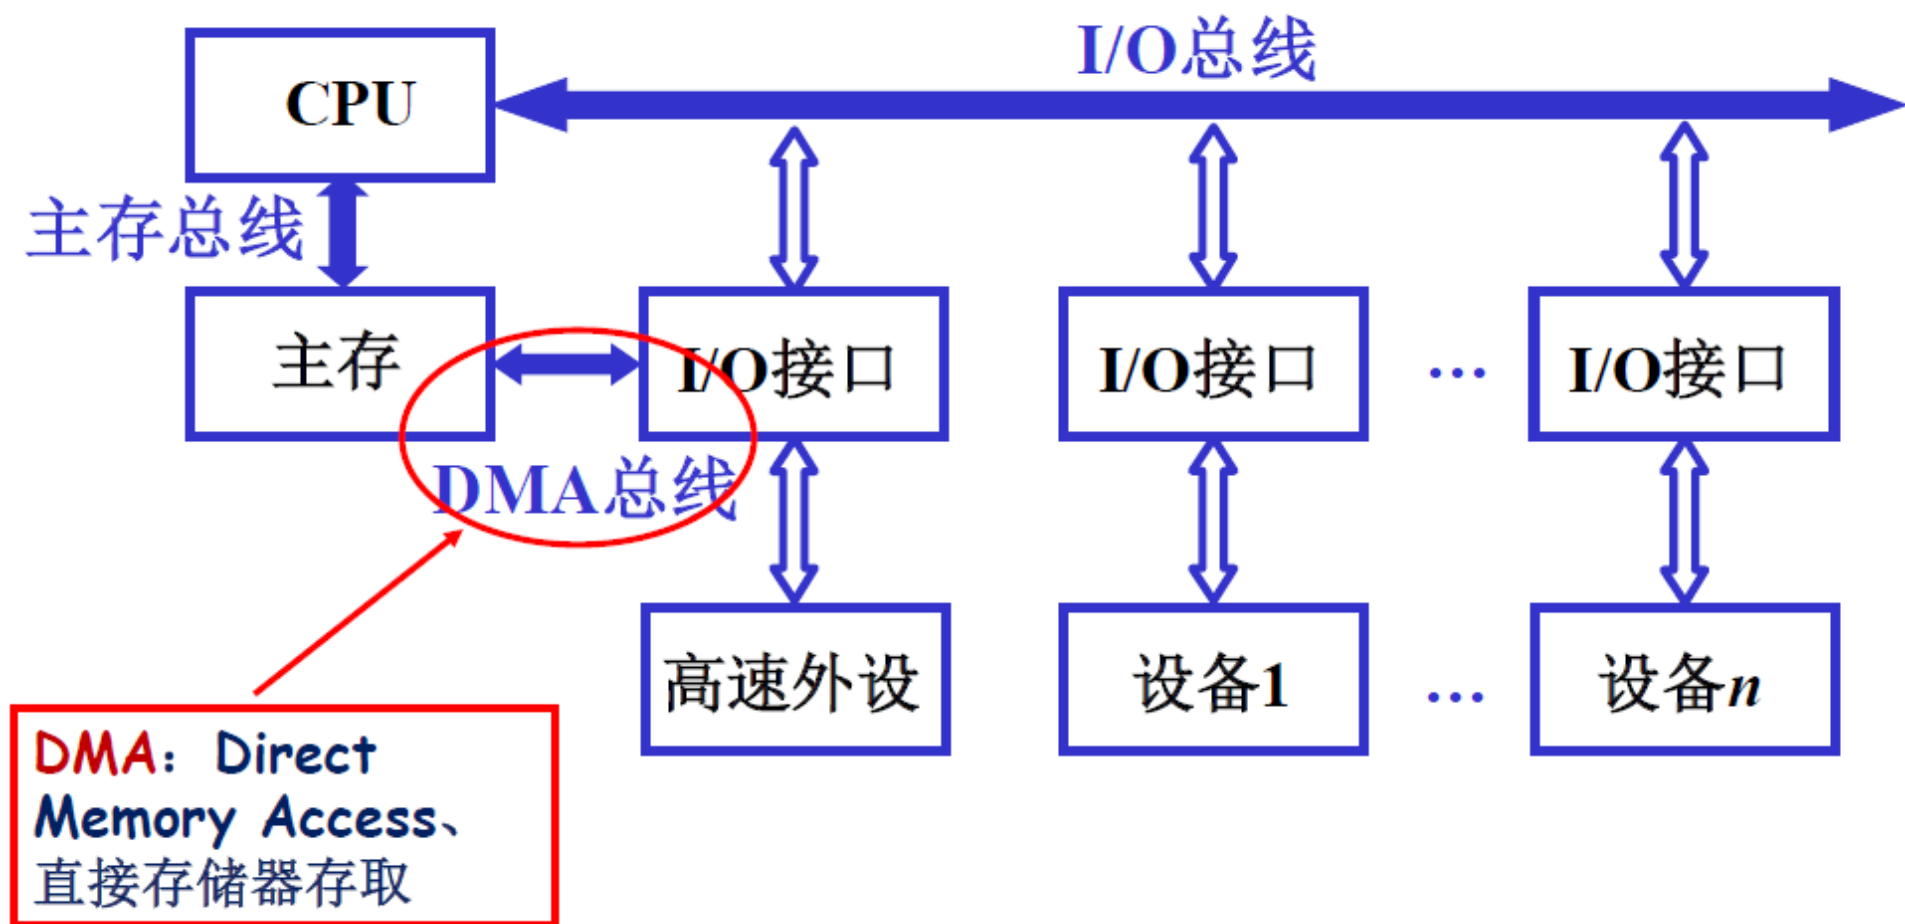 I/O总线
CPU
主存总线
主存
I/O接口
I/O接口
…
I/O接口
DMA总线
高速外设
设备1
…
设备n
DMA：Direct
Memory Access、
直接存储器存取